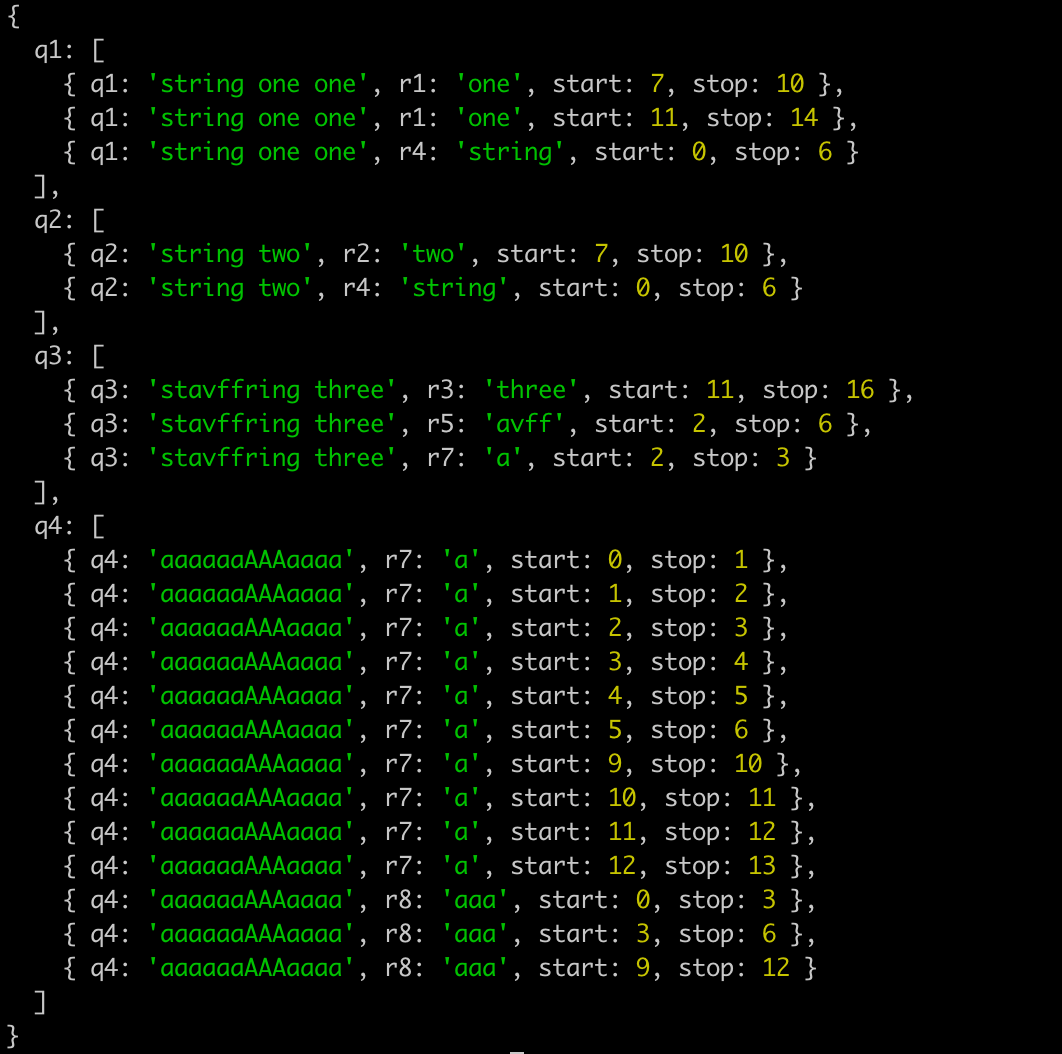 {
  q1: [
    { q1: 'string one one', r1: 'one', start: 7, stop: 10 },
    { q1: 'string one one', r1: 'one', start: 11, stop: 14 },
    { q1: 'string one one', r4: 'string', start: 0, stop: 6 }
  ],
  q2: [
    { q2: 'string two', r2: 'two', start: 7, stop: 10 },
    { q2: 'string two', r4: 'string', start: 0, stop: 6 }
  ],
  q3: [
    { q3: 'stavffring three', r3: 'three', start: 11, stop: 16 },
    { q3: 'stavffring three', r5: 'avff', start: 2, stop: 6 },
    { q3: 'stavffring three', r7: 'a', start: 2, stop: 3 }
  ],
  q4: [
    { q4: 'aaaaaaAAAaaaa', r7: 'a', start: 0, stop: 1 },
    { q4: 'aaaaaaAAAaaaa', r7: 'a', start: 1, stop: 2 },
    { q4: 'aaaaaaAAAaaaa', r7: 'a', start: 2, stop: 3 },
    { q4: 'aaaaaaAAAaaaa', r7: 'a', start: 3, stop: 4 },
    { q4: 'aaaaaaAAAaaaa', r7: 'a', start: 4, stop: 5 },
    { q4: 'aaaaaaAAAaaaa', r7: 'a', start: 5, stop: 6 },
    { q4: 'aaaaaaAAAaaaa', r7: 'a', start: 9, stop: 10 },
    { q4: 'aaaaaaAAAaaaa', r7: 'a', start: 10, stop: 11 },
    { q4: 'aaaaaaAAAaaaa', r7: 'a', start: 11, stop: 12 },
    { q4: 'aaaaaaAAAaaaa', r7: 'a', start: 12, stop: 13 },
    { q4: 'aaaaaaAAAaaaa', r8: 'aaa', start: 0, stop: 3 },
    { q4: 'aaaaaaAAAaaaa', r8: 'aaa', start: 3, stop: 6 },
    { q4: 'aaaaaaAAAaaaa', r8: 'aaa', start: 9, stop: 12 }
  ]
}